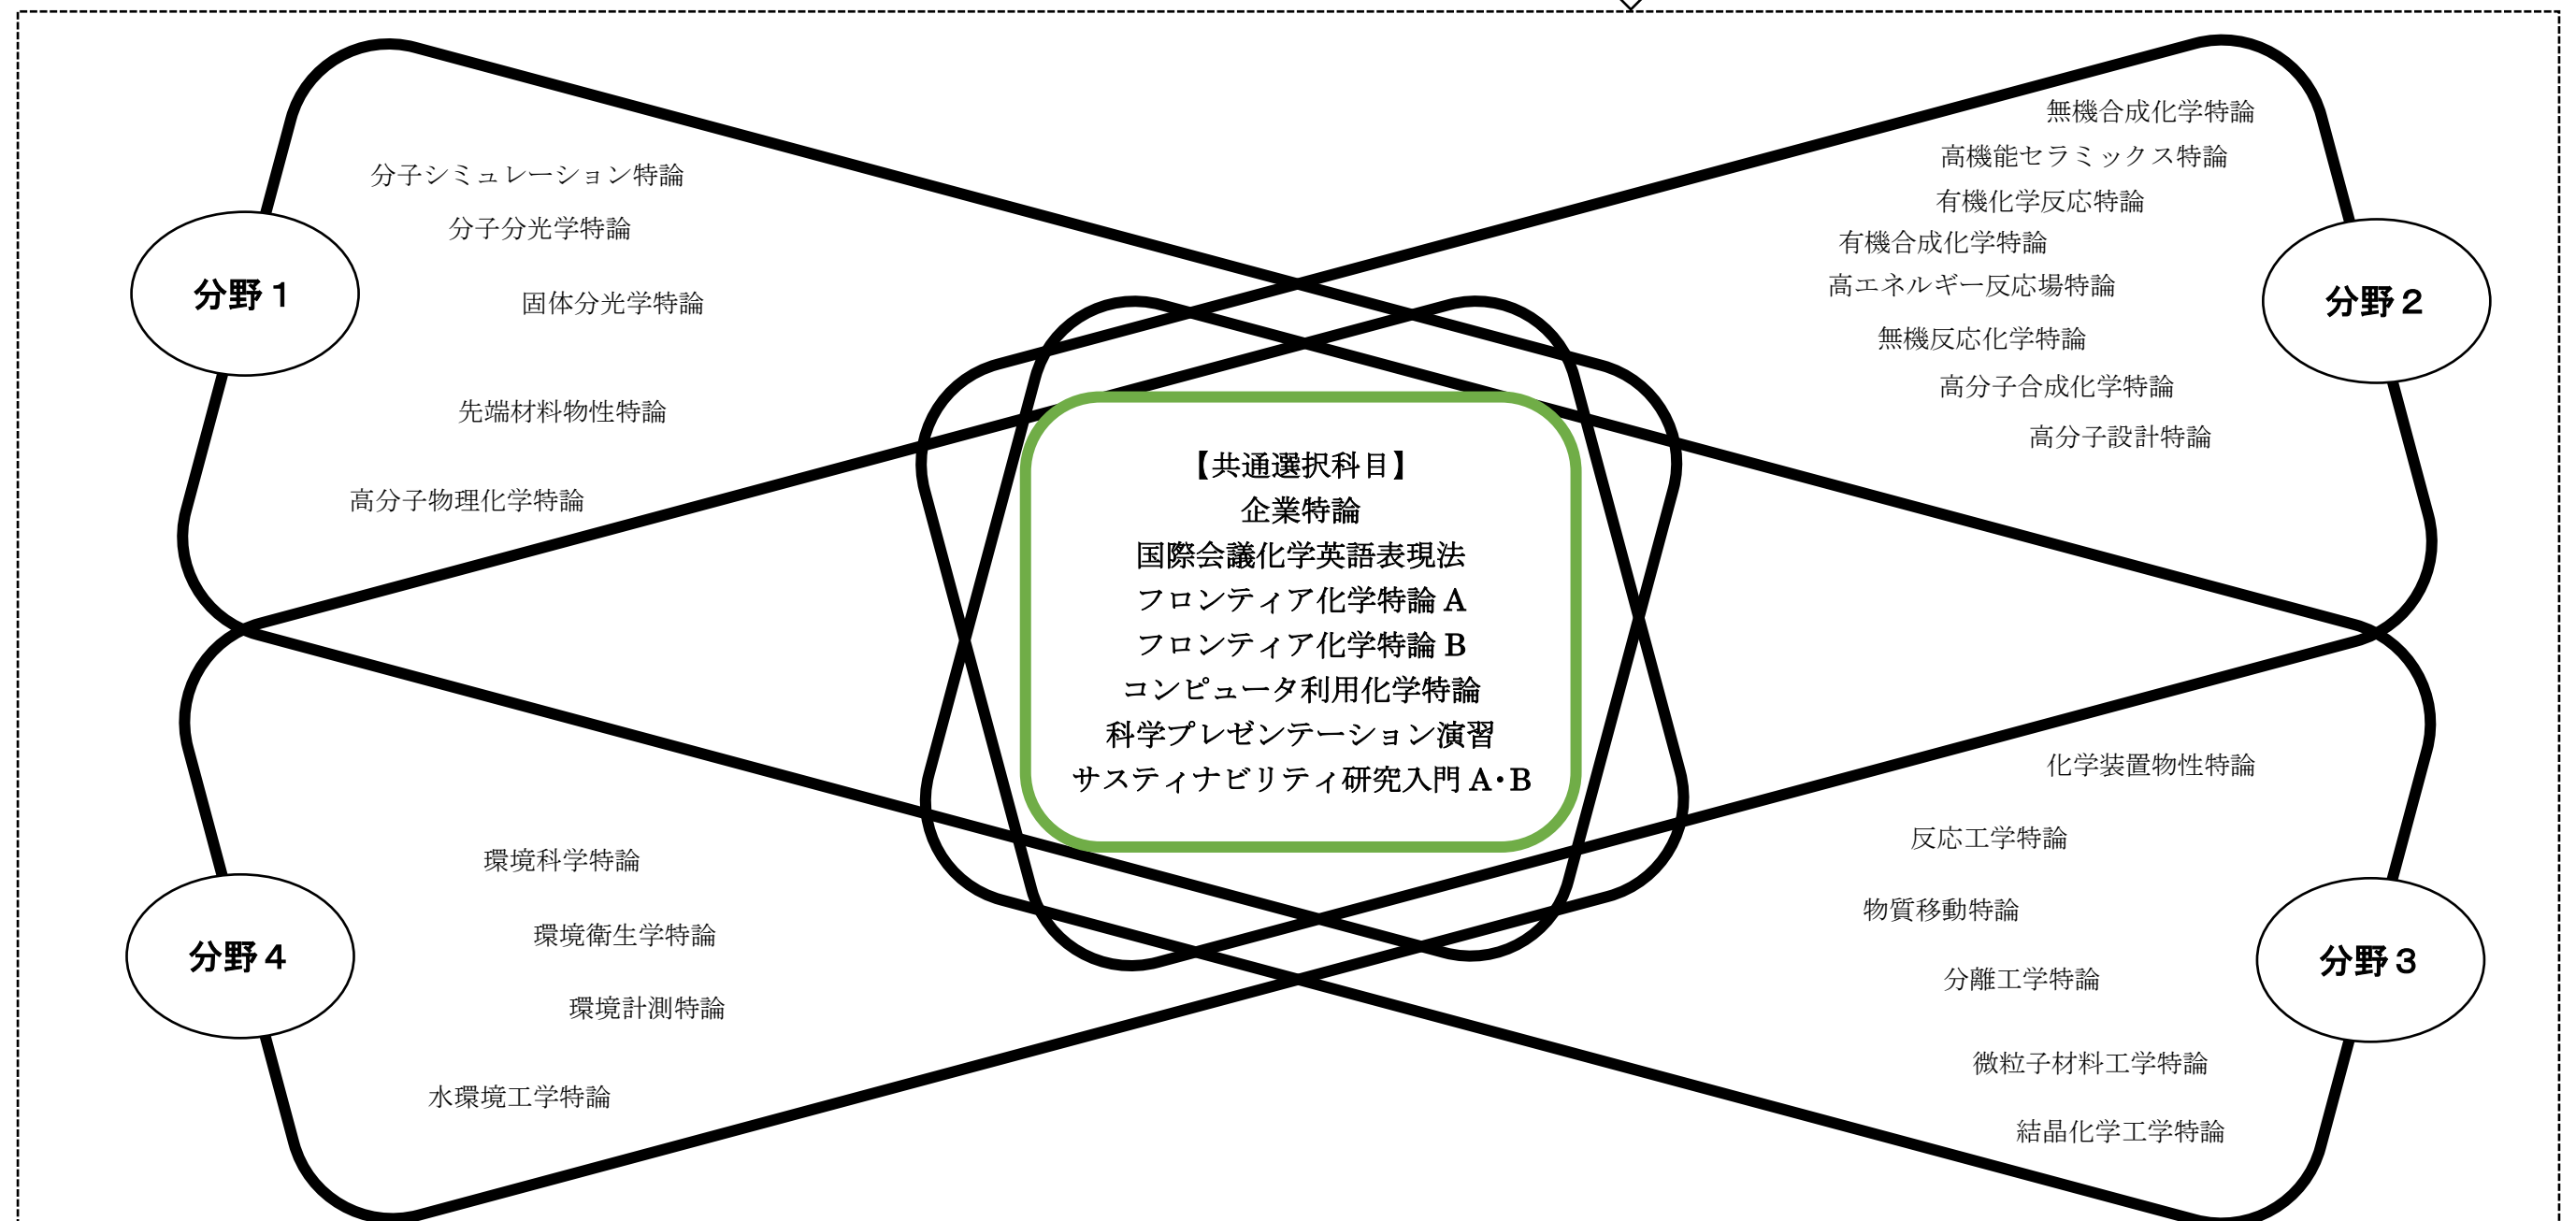 分野１
分子シミュレーション特論
分子分光学特論
固体分光学特論
先端材料物性特論
高分子物理化学特論
分野２
無機合成化学特論
高機能セラミックス特論
有機化学反応特論
有機合成化学特論
高エネルギー反応場特論
無機反応化学特論
高分子合成化学特論
高分子設計特論
【共通選択科目】
企業特論
国際会議化学英語表現法
フロンティア化学特論 A
フロンティア化学特論 B
コンピュータ利用化学特論
科学プレゼンテーション演習
サスティナビリティ研究入門 A・B
分野４
環境科学特論
環境衛生学特論
環境計測特論
水環境工学特論
分野３
化学装置物性特論
反応工学特論
物質移動特論
分離工学特論
微粒子材料工学特論
結晶化学工学特論